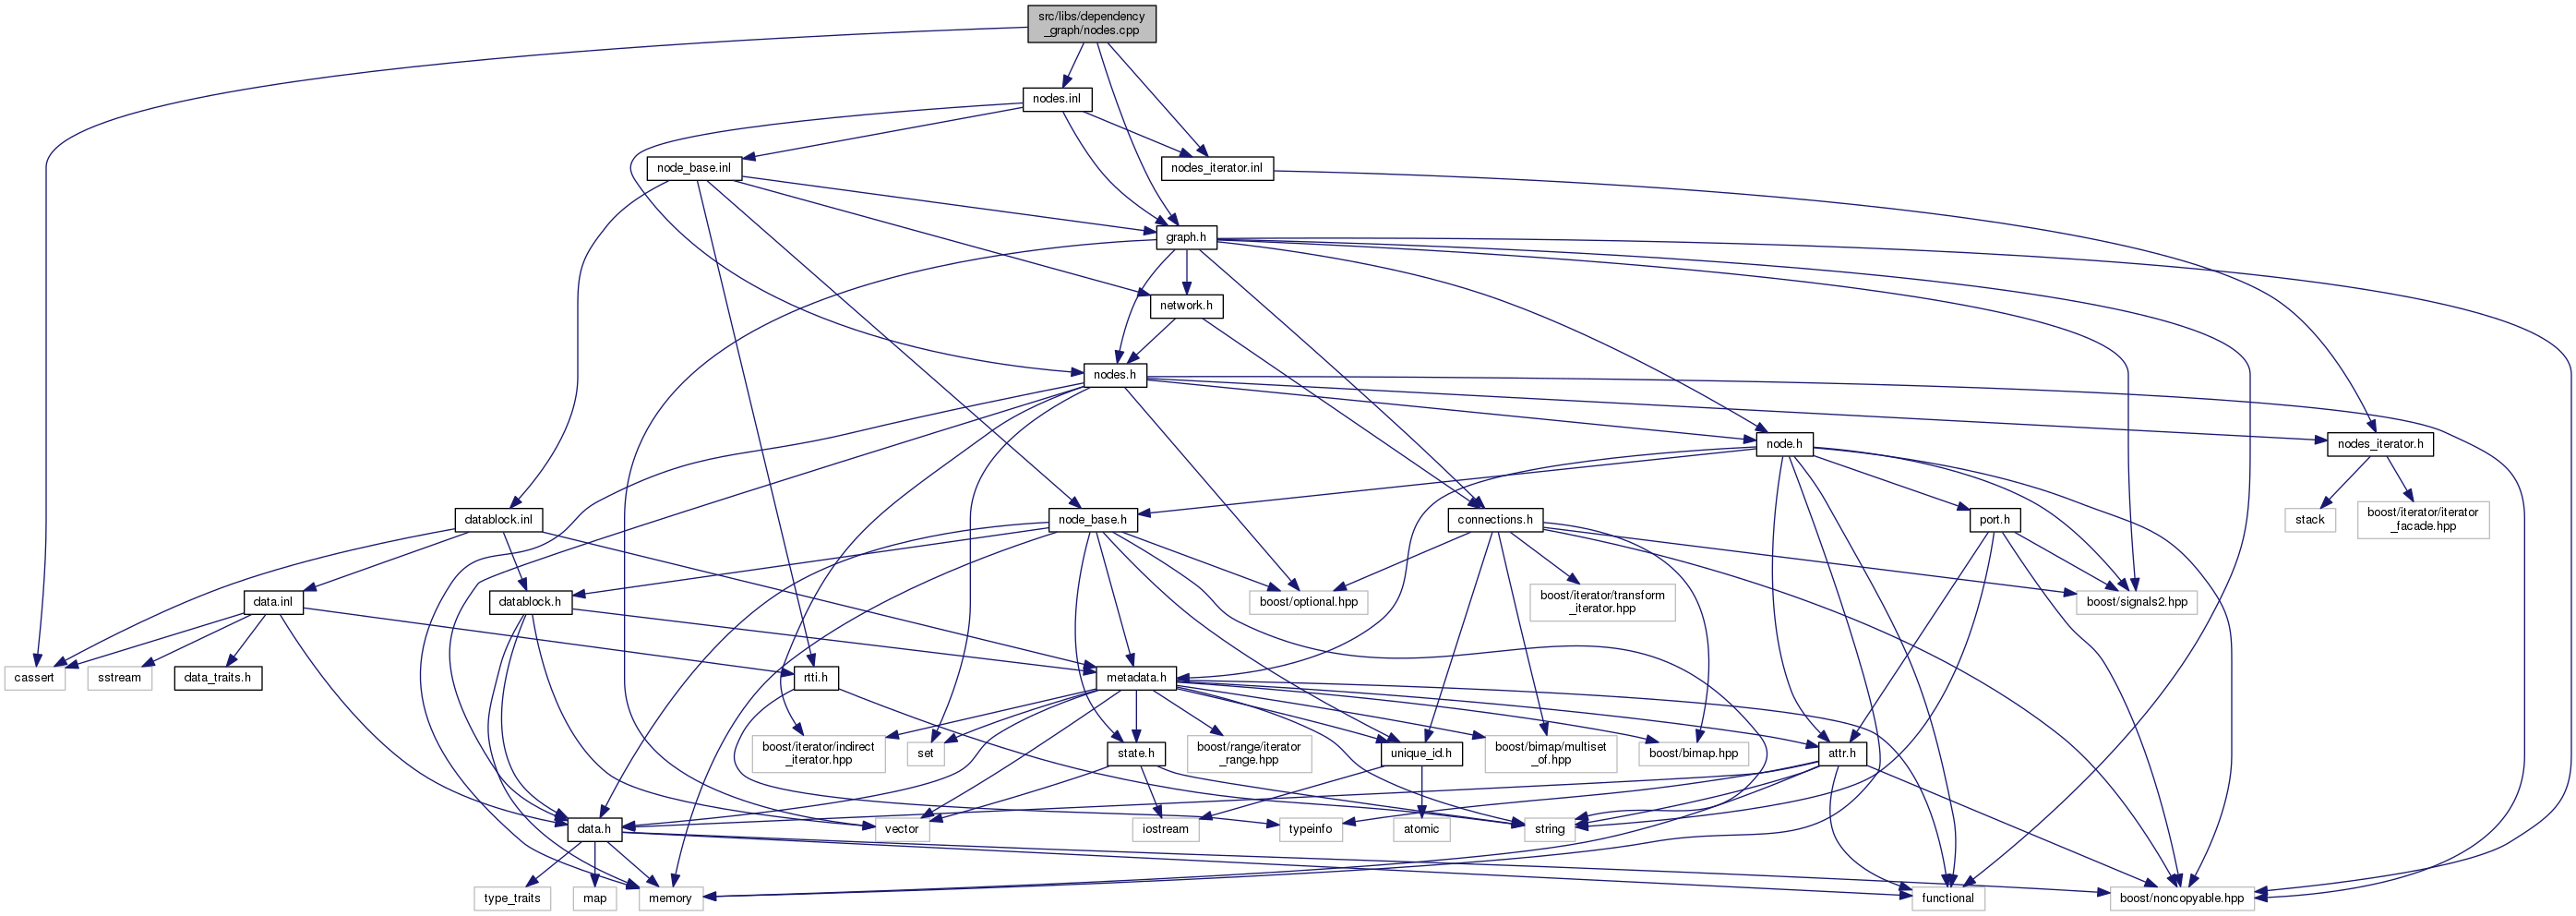 src/libs/dependency
_graph/nodes.cpp
nodes.inl
node_base.inl
nodes_iterator.inl
graph.h
network.h
nodes.h
node.h
nodes_iterator.h
datablock.inl
node_base.h
connections.h
port.h
stack
boost/iterator/iterator
_facade.hpp
data.inl
datablock.h
boost/optional.hpp
boost/iterator/transform
_iterator.hpp
boost/signals2.hpp
cassert
sstream
data_traits.h
rtti.h
metadata.h
boost/iterator/indirect
_iterator.hpp
set
state.h
boost/range/iterator
_range.hpp
unique_id.h
boost/bimap/multiset
_of.hpp
boost/bimap.hpp
attr.h
data.h
vector
iostream
typeinfo
atomic
string
type_traits
map
memory
functional
boost/noncopyable.hpp